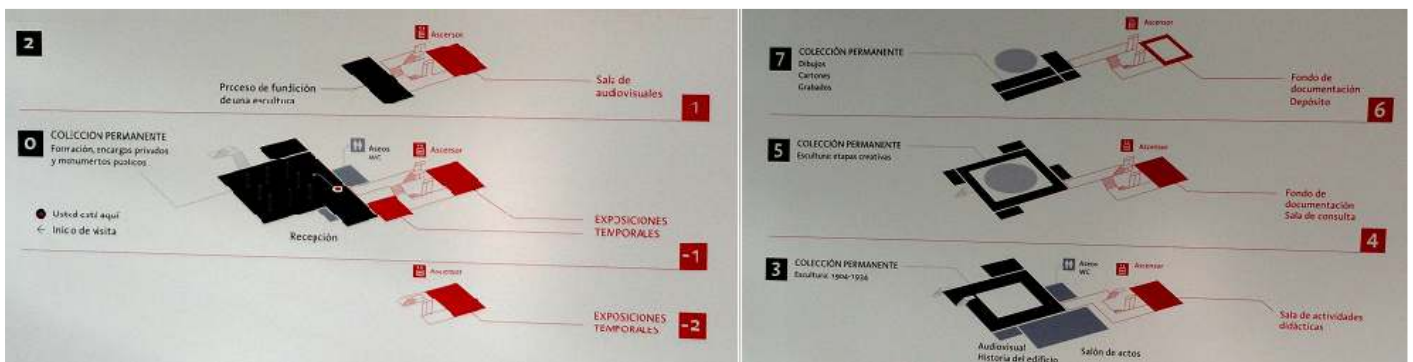 2
Ascensor
Proceso de fundición
de una escultura
Sala de
audiovisuales
1
0
COLECCIÓN PERMANENTE
Formación, encargos privados
y monumentos públicos
Aseos
WC
Ascensor
Usted está aquí
← Inicio de visita
Recepción
EXPOSICIONES
TEMPORALES
-1
Ascensor
EXPOSICIONES
TEMPORALES
-2
7
COLECCIÓN PERMANENTE
Dibujos
Cartones
Grabados
Ascensor
Fondo de
documentación
Depósito
6
5
COLECCIÓN PERMANENTE
Escultura: etapas creativas
Ascensor
Fondo de
documentación
Sala de consulta
4
3
COLECCIÓN PERMANENTE
Escultura: 1904-1934
Aseos
WC
Ascensor
Sala de actividades
didácticas
Audiovisual
Historia del edificio
Salón de actos